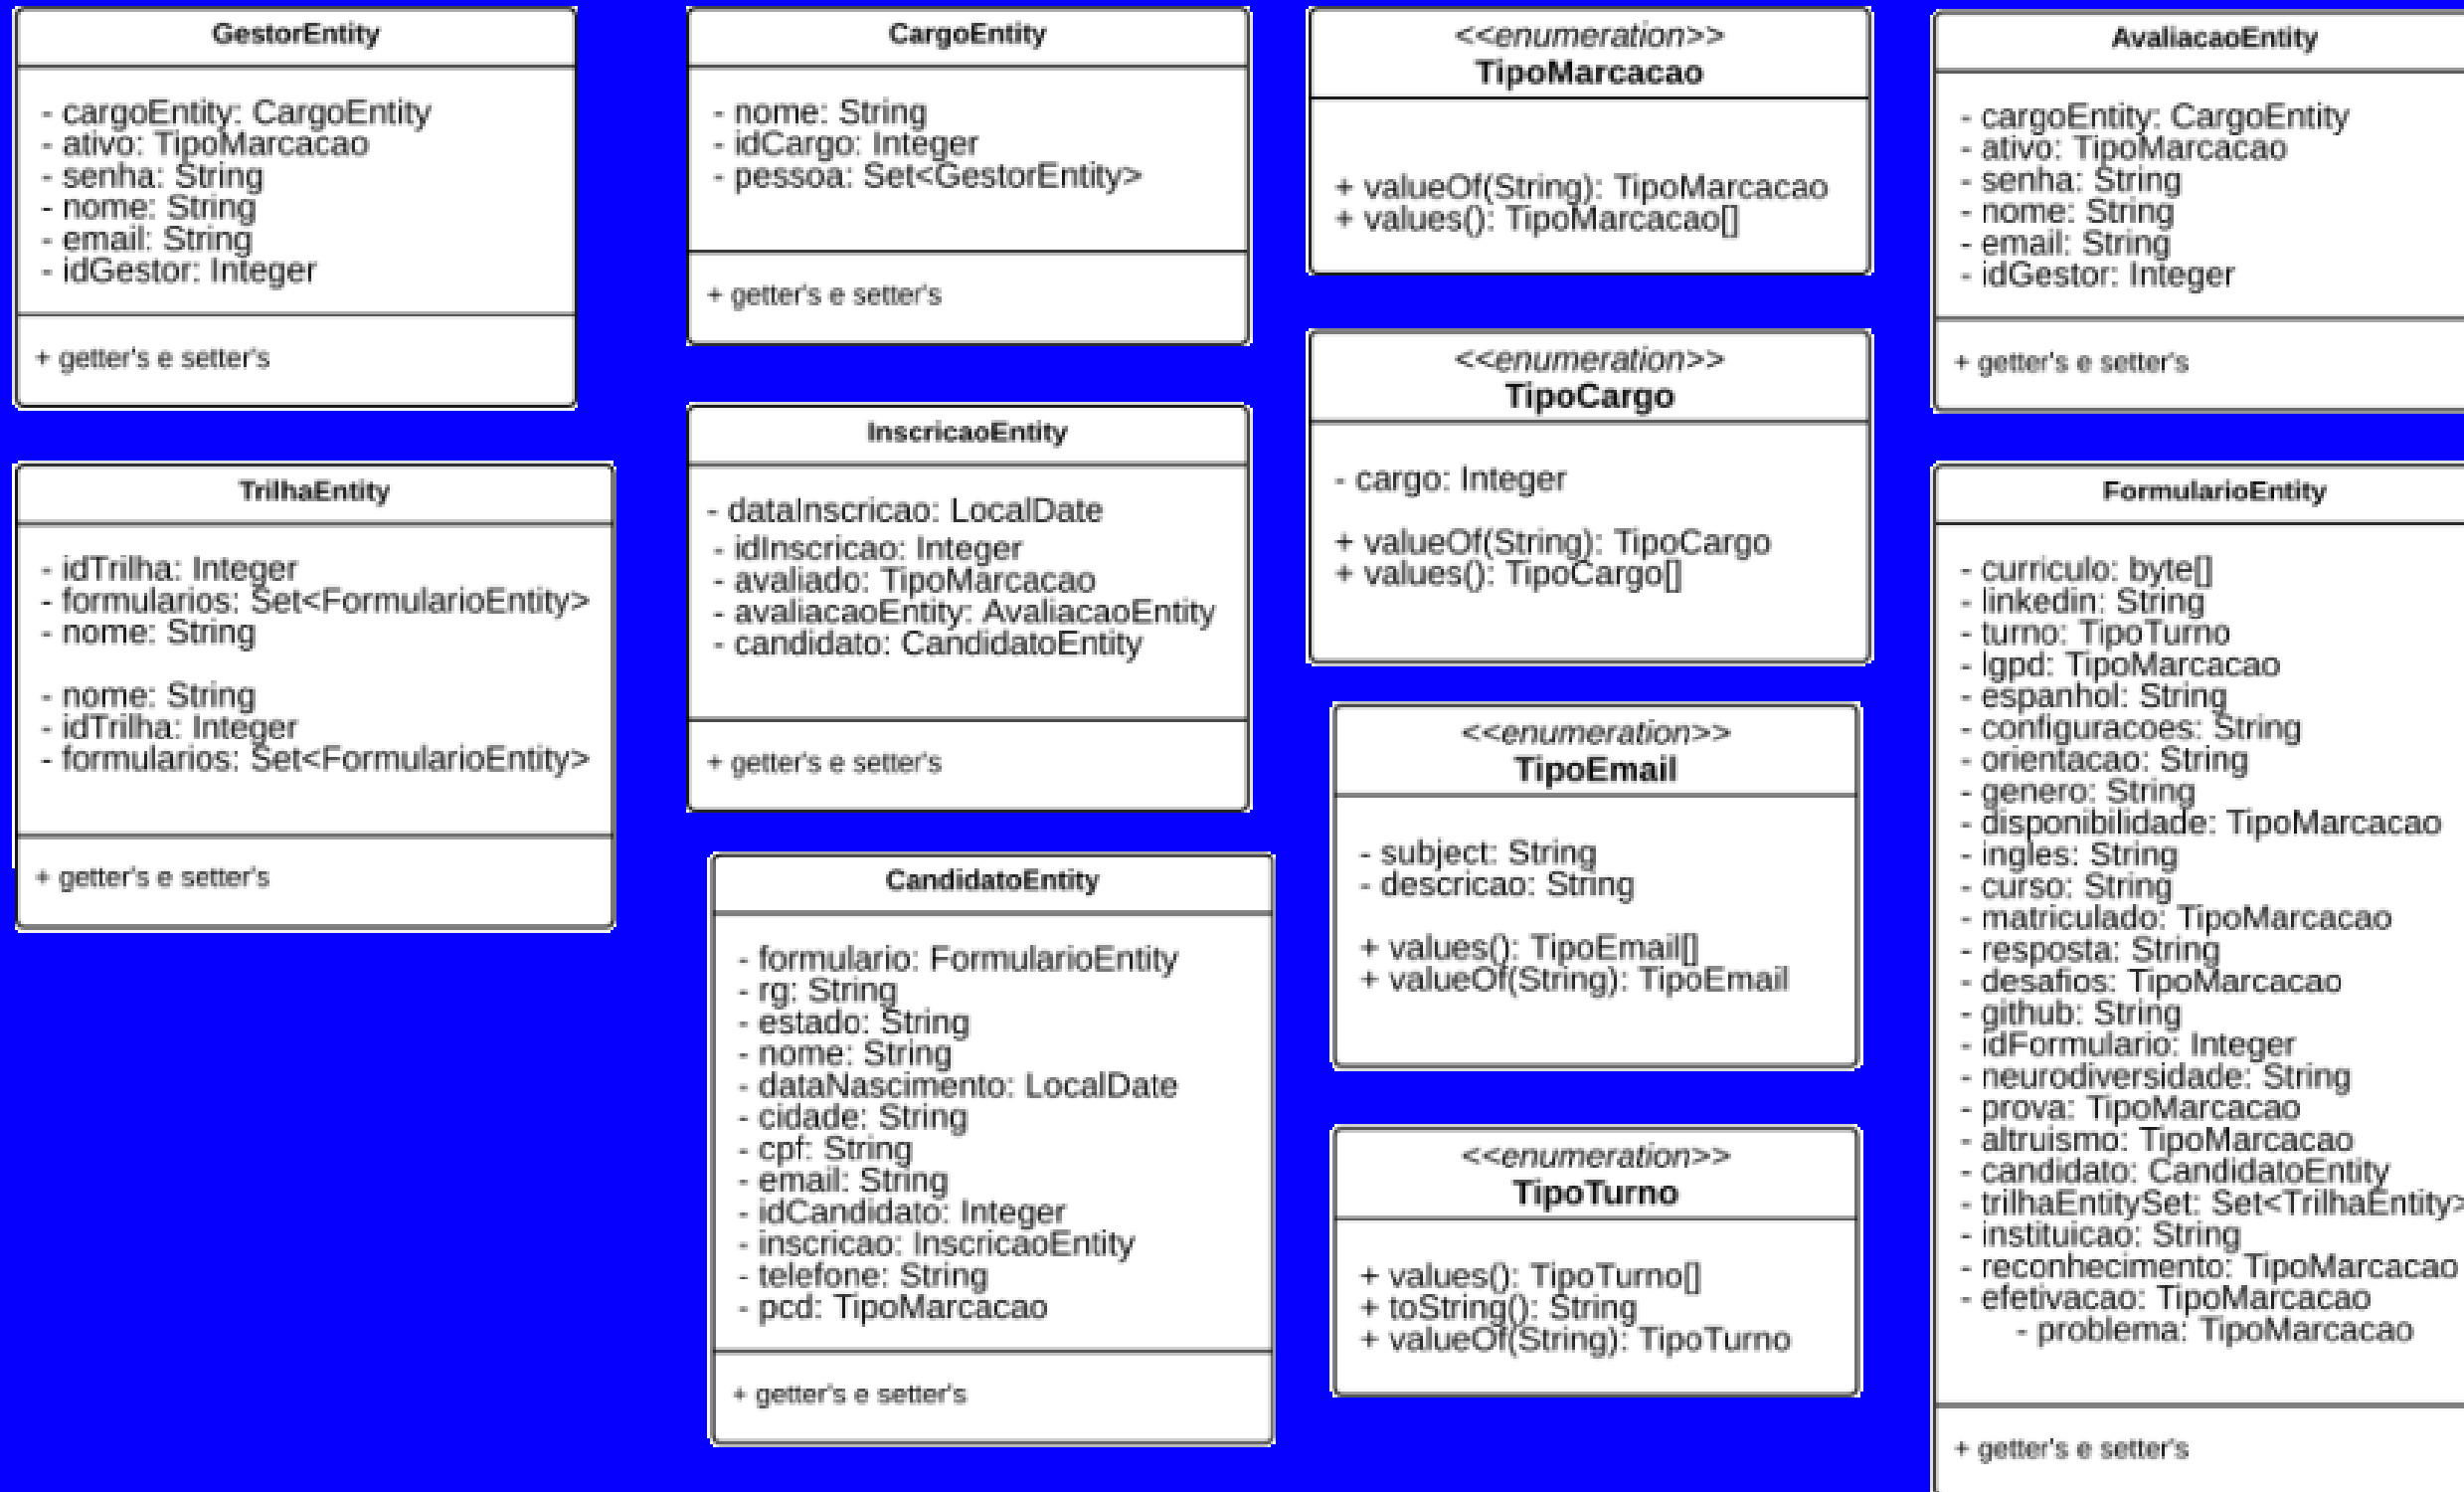 GestorEntity
- cargoEntity: CargoEntity
- ativo: TipoMarcacao
- senha: String
- nome: String
- email: String
- idGestor: Integer
+ getter's e setter's
TrilhaEntity
- idTrilha: Integer
- formularios: Set<FormularioEntity>
- nome: String
- nome: String
- idTrilha: Integer
- formularios: Set<FormularioEntity>
+ getter's e setter's
CargoEntity
- nome: String
- idCargo: Integer
- pessoa: Set<GestorEntity>
+ getter's e setter's
InscricaoEntity
- dataInscricao: LocalDate
- idInscricao: Integer
- avaliado: TipoMarcacao
- avaliacaoEntity: AvaliacaoEntity
- candidato: CandidatoEntity
+ getter's e setter's
CandidatoEntity
- formulario: FormularioEntity
- rg: String
- estado: String
- nome: String
- dataNascimento: LocalDate
- cidade: String
- cpf: String
- email: String
- idCandidato: Integer
- inscricao: InscricaoEntity
- telefone: String
- pcd: TipoMarcacao
+ getter's e setter's
<<enumeration>>
TipoMarcacao
+ valueOf(String): TipoMarcacao
+ values(): TipoMarcacao[]
<<enumeration>>
TipoCargo
- cargo: Integer
+ valueOf(String): TipoCargo
+ values(): TipoCargo[]
<<enumeration>>
TipoEmail
- subject: String
- descricao: String
+ values(): TipoEmail[]
+ valueOf(String): TipoEmail
<<enumeration>>
TipoTurno
+ values(): TipoTurno[]
+ toString(): String
+ valueOf(String): TipoTurno
AvaliacaoEntity
- cargoEntity: CargoEntity
- ativo: TipoMarcacao
- senha: String
- nome: String
- email: String
- idGestor: Integer
+ getter's e setter's
FormularioEntity
- curriculo: byte[]
- linkedin: String
- turno: TipoTurno
- lgpd: TipoMarcacao
- espanhol: String
- configuracoes: String
- orientacao: String
- genero: String
- disponibilidade: TipoMarcacao
- ingles: String
- curso: String
- matriculado: TipoMarcacao
- resposta: String
- desafios: TipoMarcacao
- github: String
- idFormulario: Integer
- neurodiversidade: String
- prova: TipoMarcacao
- altruismo: TipoMarcacao
- candidato: CandidatoEntity
- trilhaEntitySet: Set<TrilhaEntity>
- instituicao: String
- reconhecimento: TipoMarcacao
- efetivacao: TipoMarcacao
- problema: TipoMarcacao
+ getter's e setter's